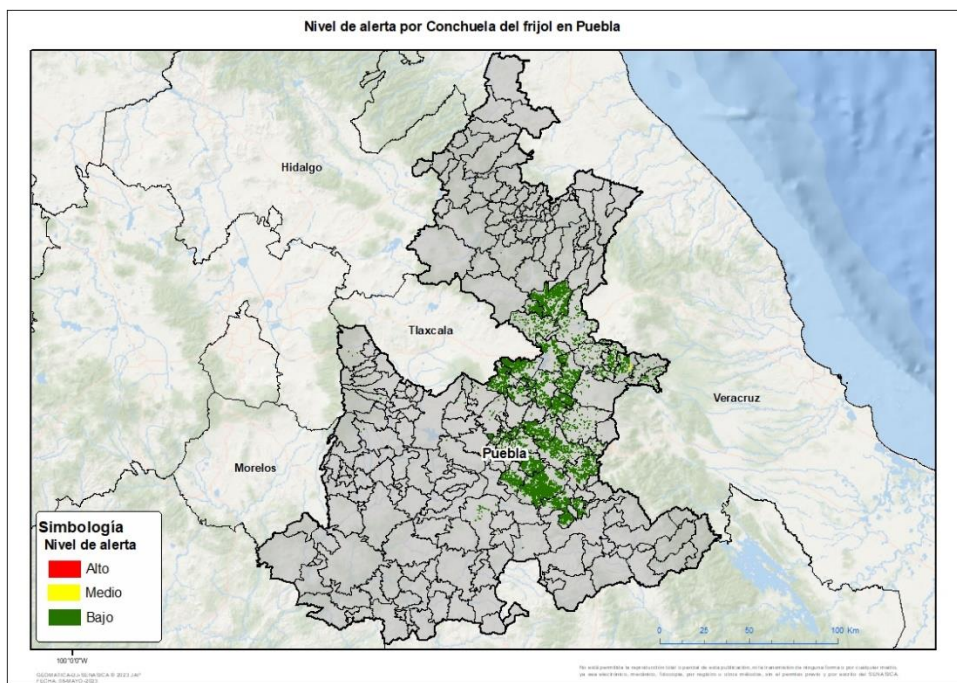 Nivel de alerta por Conchuela del frijol en Puebla
Hidalgo
Tlaxcala
Veracruz
Puebla
Morelos
Simbología
Nivel de alerta
Alto
Medio
Bajo
0 25 50 75 100 Km
100°0'0"W